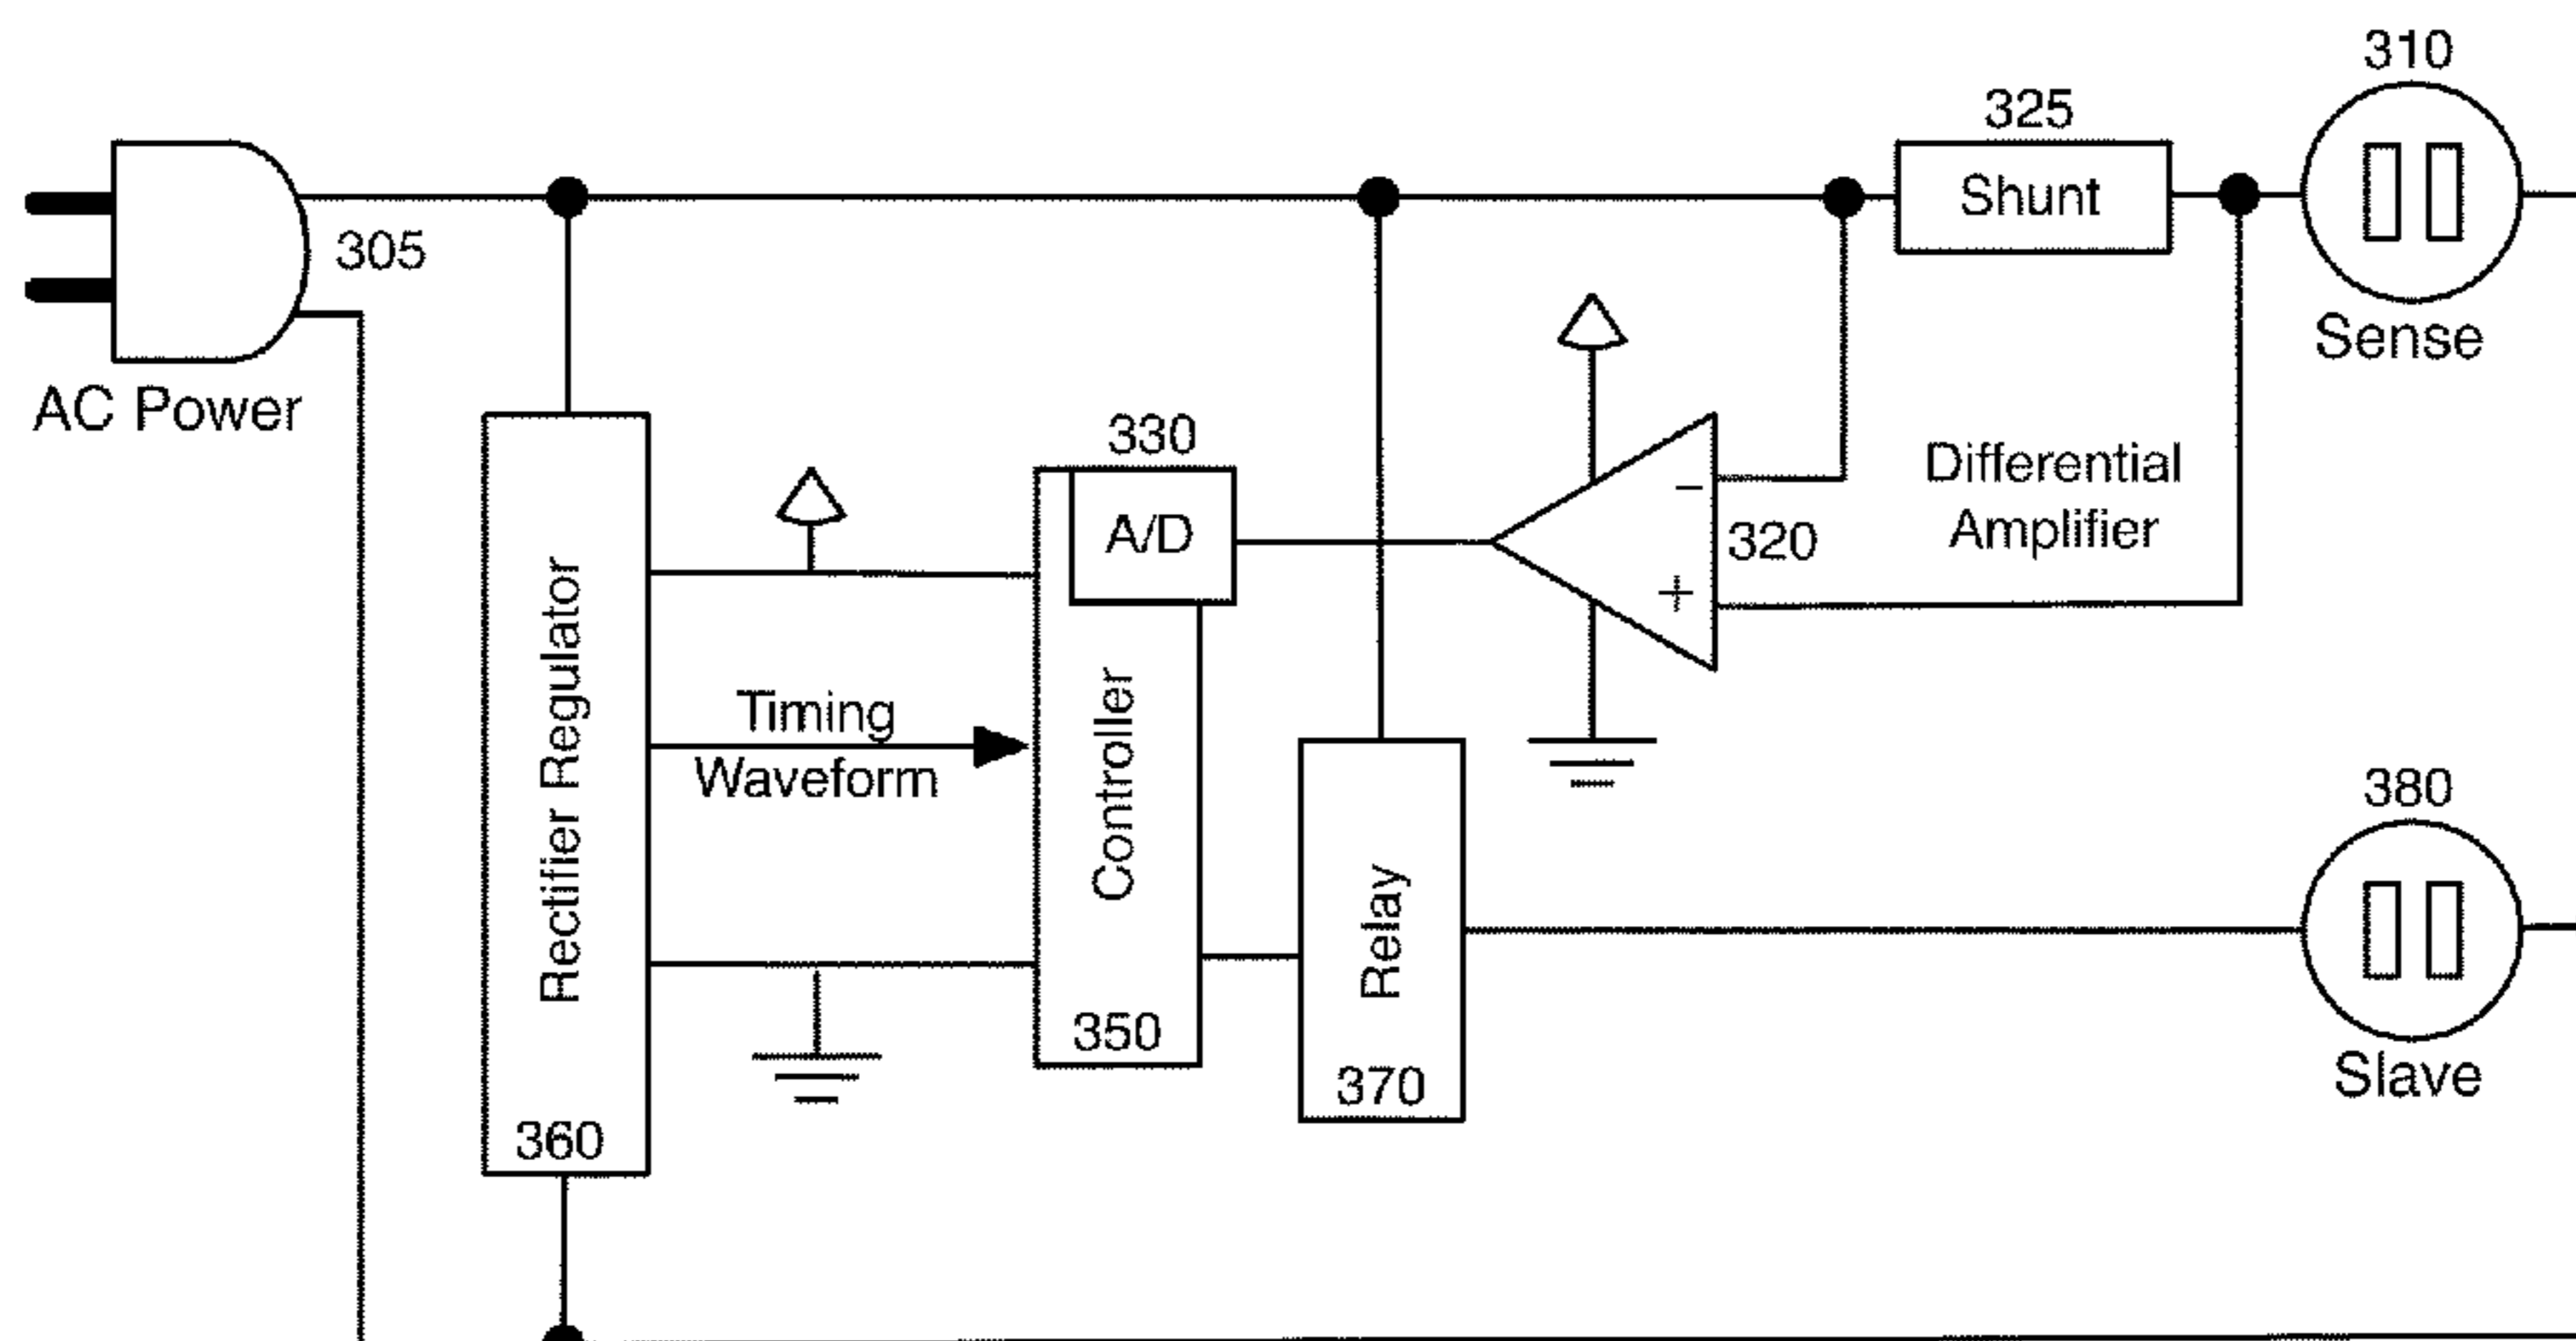 310
325
Shunt
305
Sense
AC Power
330
A/D
Differential
Amplifier
–
320
+
Rectifier Regulator
Timing
Waveform
Controller
380
Relay
350
370
Slave
360